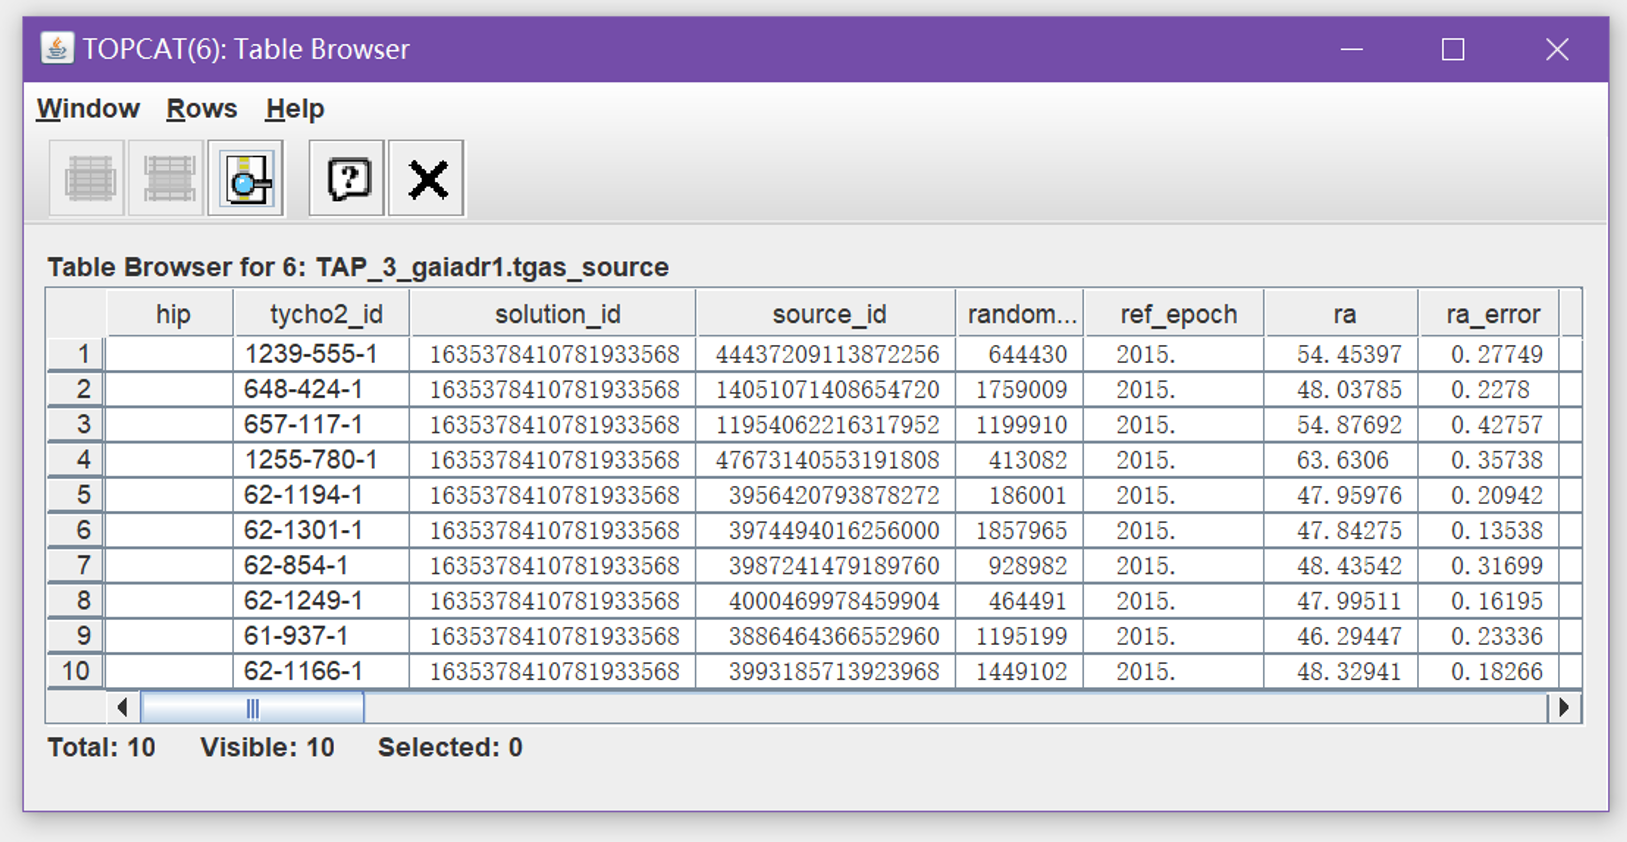 TOPCAT(6): Table Browser
Window Rows Help
Table Browser for 6: TAP_3_gaiadr1.tgas_source
hip tycho2_id solution_id source_id random... ref_epoch ra ra_error
1 1239-555-1 1635378410781933568 44437209113872256 644430 2015. 54.45397 0.27749
2 648-424-1 1635378410781933568 14051071408654720 1759009 2015. 48.03785 0.2278
3 657-117-1 1635378410781933568 11954062216317952 1199910 2015. 54.87692 0.42757
4 1255-780-1 1635378410781933568 47673140553191808 413082 2015. 63.6306 0.35738
5 62-1194-1 1635378410781933568 3956420793878272 186001 2015. 47.95976 0.20942
6 62-1301-1 1635378410781933568 3974494016256000 1857965 2015. 47.84275 0.13538
7 62-854-1 1635378410781933568 3987241479189760 928982 2015. 48.43542 0.31699
8 62-1249-1 1635378410781933568 4000469978459904 464491 2015. 47.99511 0.16195
9 61-937-1 1635378410781933568 3886464366552960 1195199 2015. 46.29447 0.23336
10 62-1166-1 1635378410781933568 3993185713923968 1449102 2015. 48.32941 0.18266
Total: 10 Visible: 10 Selected: 0